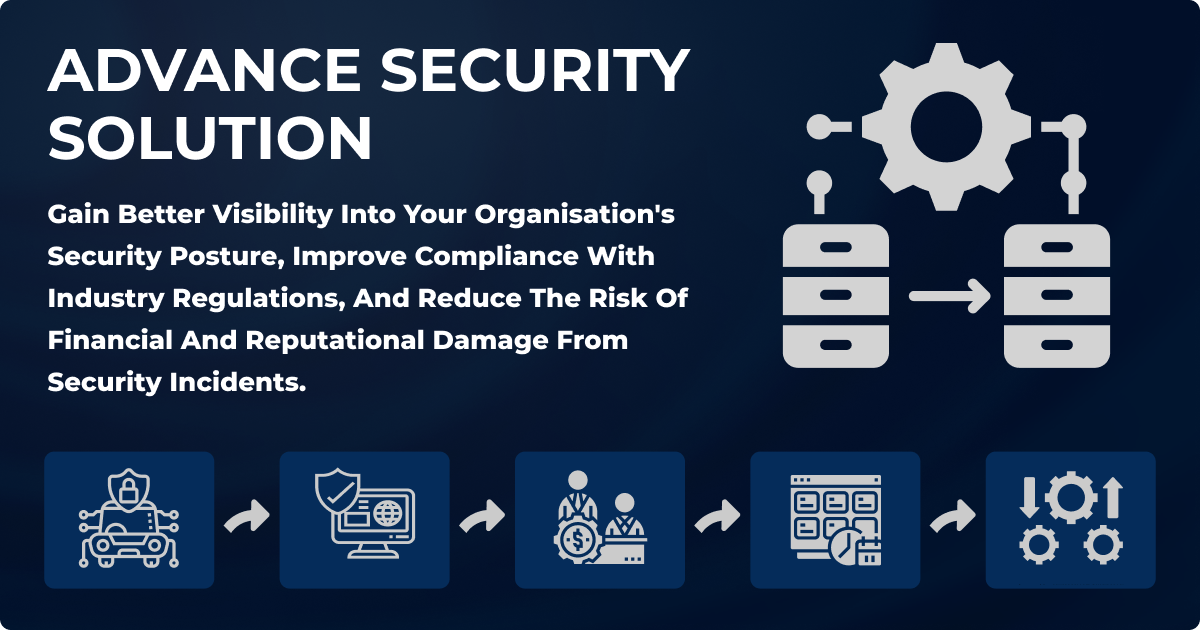 ADVANCE SECURITY
SOLUTION
Gain Better Visibility Into Your Organisation's
Security Posture, Improve Compliance With
Industry Regulations, And Reduce The Risk Of
Financial And Reputational Damage From
Security Incidents.
$